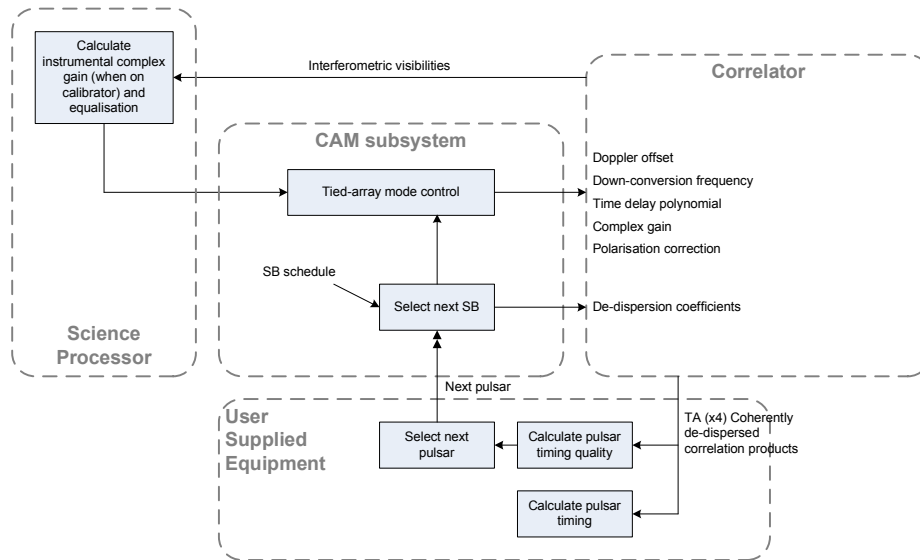 Calculate
instrumental complex
gain (when on
calibrator) and
equalisation
Interferometric visibilities
Correlator
CAM subsystem
Tied-array mode control
Doppler offset
Down-conversion frequency
Time delay polynomial
Complex gain
Polarisation correction
SB schedule
Select next SB
De-dispersion coefficients
Science
Processor
Next pulsar
User
Supplied
Equipment
Select next
pulsar
Calculate pulsar
timing quality
TA (x4) Coherently
de-dispersed
correlation products
Calculate pulsar
timing